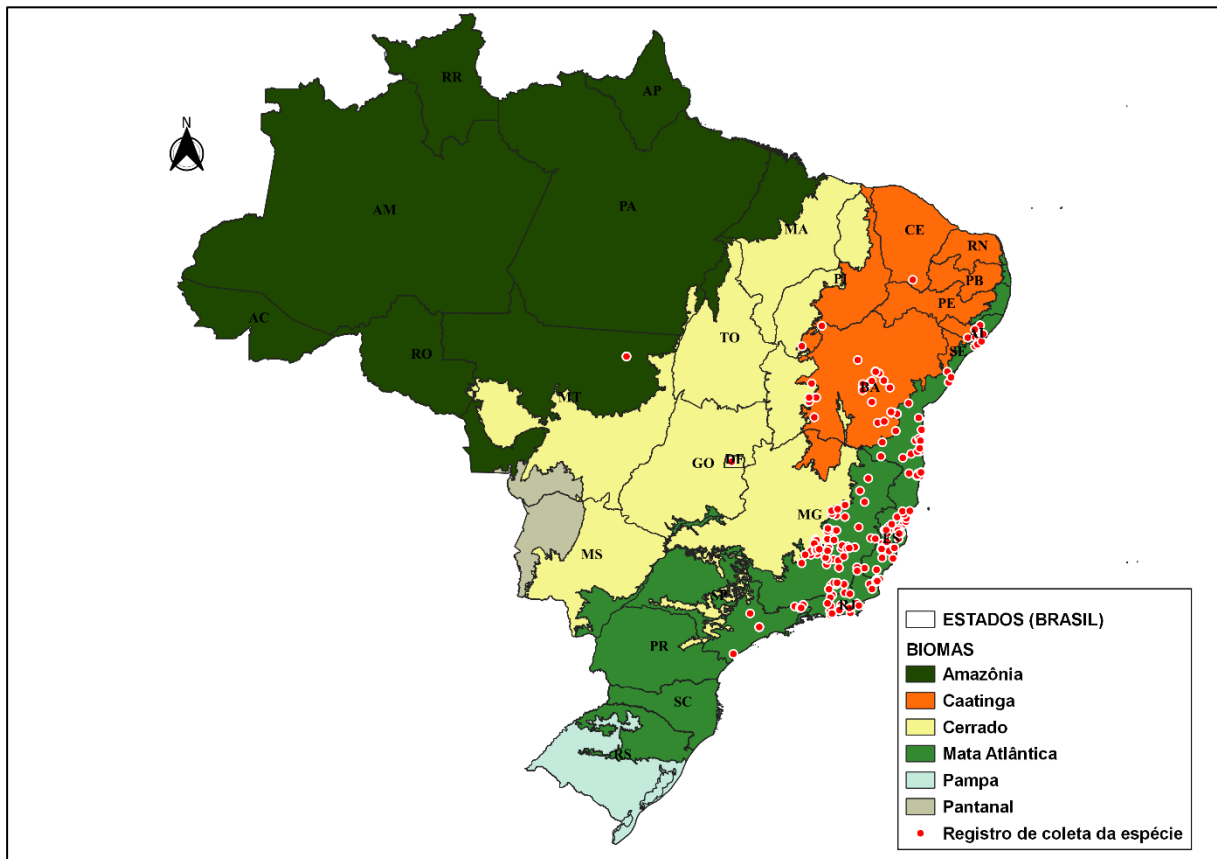 RR
AP
N
AM
PA
MA
CE
RN
PI
PB
PE
AC
AL
TO
SE
RO
BA
MT
GO
DF
MG
ES
MS
SP
RJ
PR
SC
RS
ESTADOS (BRASIL)
BIOMAS
Amazônia
Caatinga
Cerrado
Mata Atlântica
Pampa
Pantanal
Registro de coleta da espécie